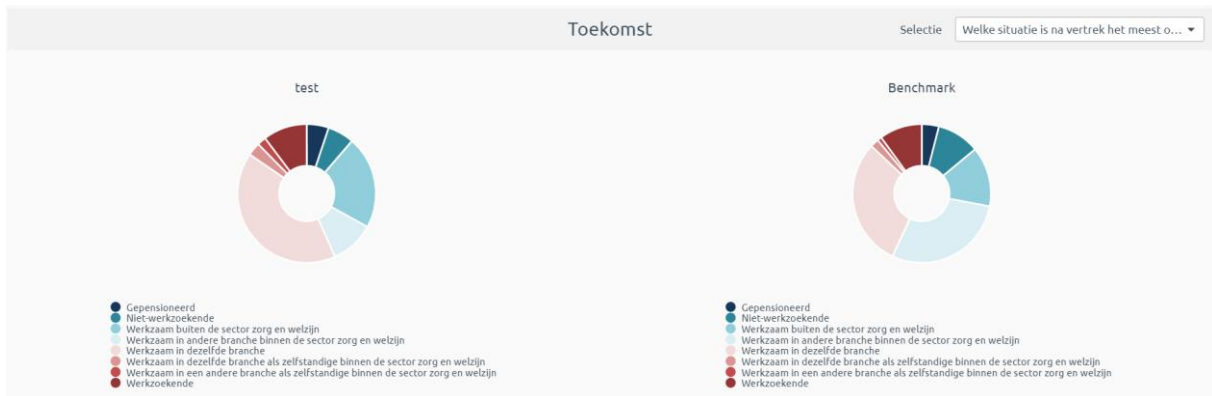 Toekomst
Selectie
Welke situatie is na vertrek het meest o...
test
Gepensioneerd
Niet-werkzoekende
Werkzaam buiten de sector zorg en welzijn
Werkzaam in andere branche binnen de sector zorg en welzijn
Werkzaam in dezelfde branche
Werkzaam in dezelfde branche als zelfstandige binnen de sector zorg en welzijn
Werkzaam in een andere branche als zelfstandige binnen de sector zorg en welzijn
Werkzoekende
Benchmark
Gepensioneerd
Niet-werkzoekende
Werkzaam buiten de sector zorg en welzijn
Werkzaam in andere branche binnen de sector zorg en welzijn
Werkzaam in dezelfde branche
Werkzaam in dezelfde branche als zelfstandige binnen de sector zorg en welzijn
Werkzaam in een andere branche als zelfstandige binnen de sector zorg en welzijn
Werkzoekende